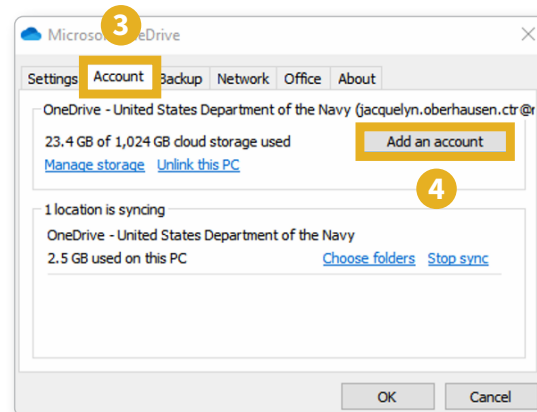 3
Microsoft OneDrive
Settings Account Backup Network Office About
OneDrive - United States Department of the Navy (jacquelyn.oberhausen.ctr@
23.4 GB of 1,024 GB cloud storage used
Add an account
Manage storage Unlink this PC
4
1 location is syncing
OneDrive - United States Department of the Navy
2.5 GB used on this PC
Choose folders Stop sync
OK Cancel